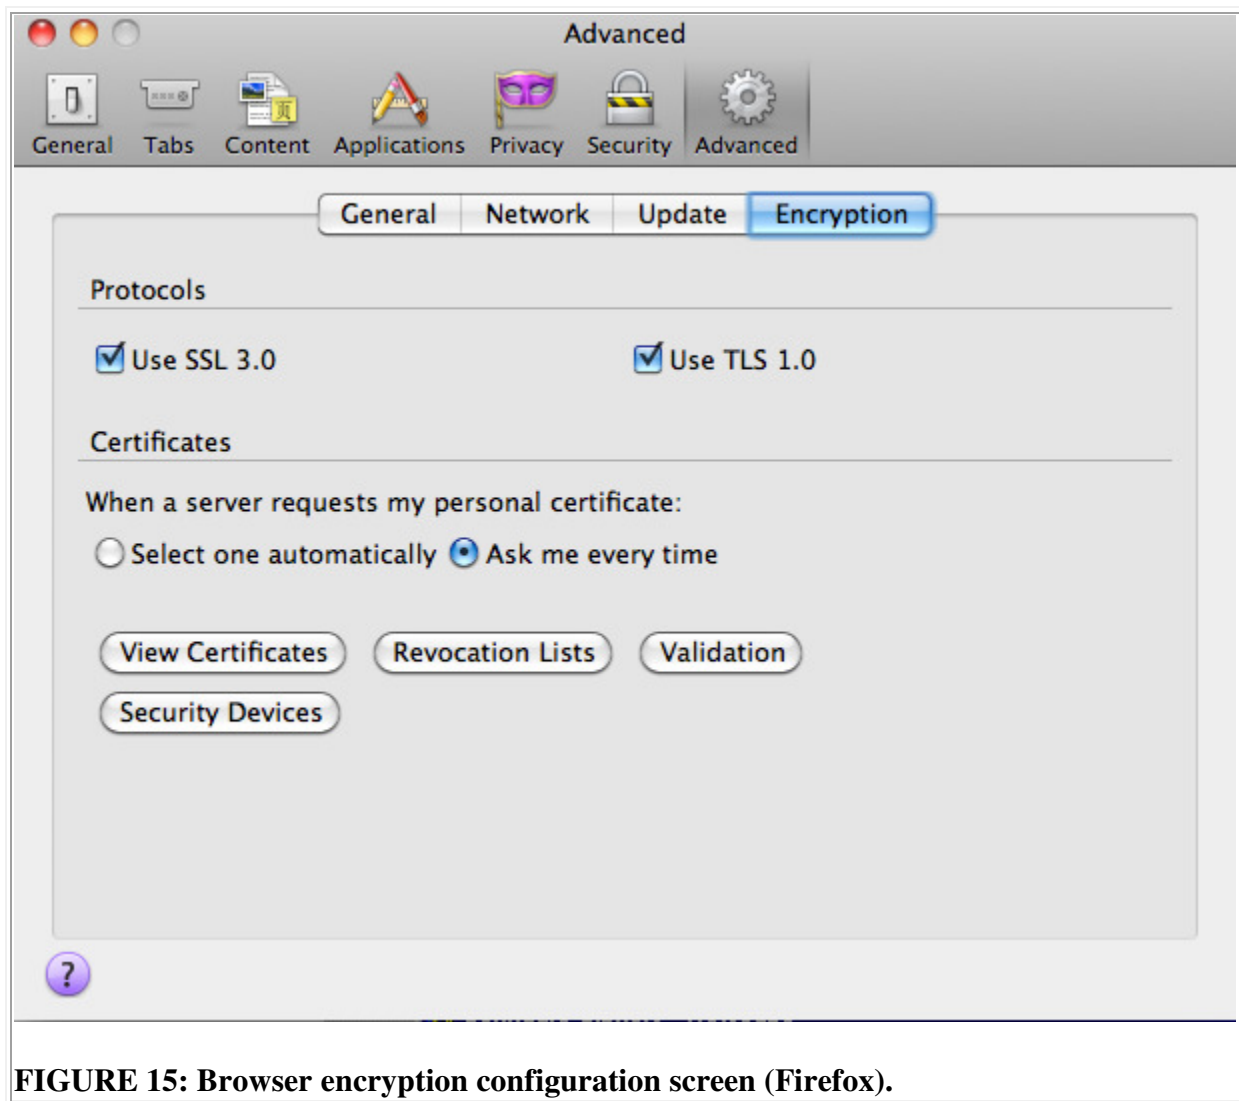 Advanced
General Tabs Content Applications Privacy Security Advanced
General Network Update Encryption
Protocols
Use SSL 3.0 Use TLS 1.0
Certificates
When a server requests my personal certificate:
Select one automatically Ask me every time
View Certificates Revocation Lists Validation
Security Devices
?
FIGURE 15: Browser encryption configuration screen (Firefox).